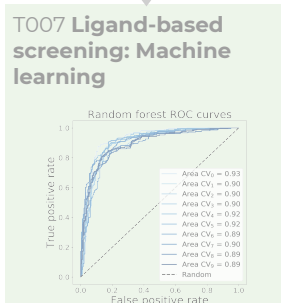 T007 Ligand-based
screening: Machine
learning
Random forest ROC curves
True positive rate
1.0
0.8
0.6
0.4
0.2
0.0
Area CV₀ = 0.93
Area CV₁ = 0.90
Area CV₂ = 0.90
Area CV₃ = 0.90
Area CV₄ = 0.92
Area CV₅ = 0.92
Area CV₆ = 0.89
Area CV₇ = 0.90
Area CV₈ = 0.89
Area CV₉ = 0.89
Random
0.0 0.2 0.4 0.6 0.8 1.0
False positive rate